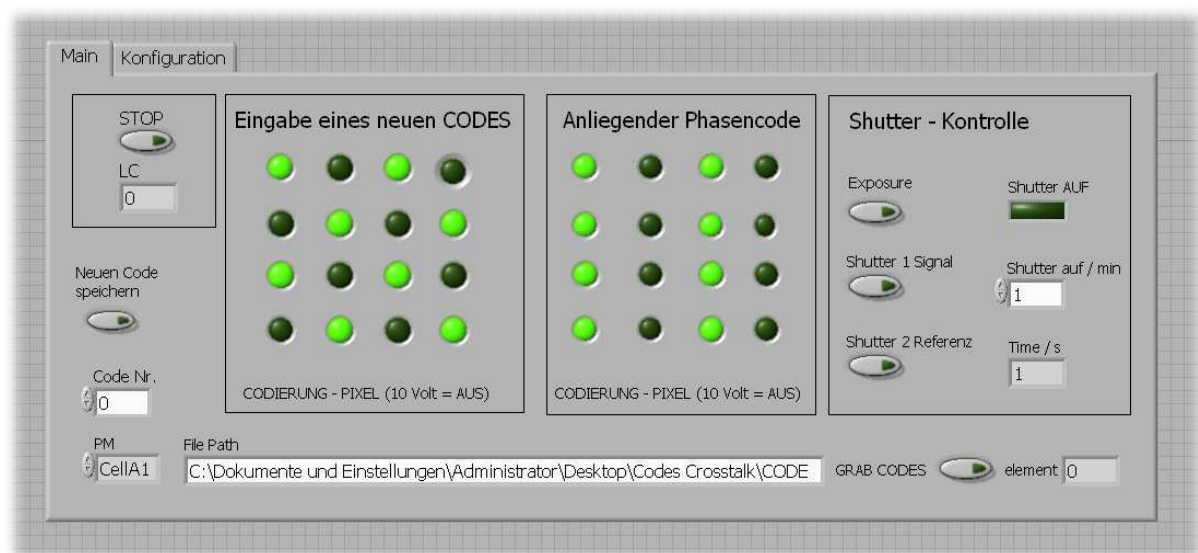 Main
Konfiguration
STOP
LC
0
Neuen Code
speichern
Code Nr.
0
PM
CellA1
Eingabe eines neuen CODES
CODIERUNG - PIXEL (10 Volt = AUS)
Anliegender Phasencode
CODIERUNG - PIXEL (10 Volt = AUS)
Shutter - Kontrolle
Exposure
Shutter AUF
Shutter 1 Signal
Shutter auf / min
1
Shutter 2 Referenz
Time / s
1
File Path
C:\Dokumente und Einstellungen\Administrator\Desktop\Codes Crosstalk\CODE
GRAB CODES
element
0